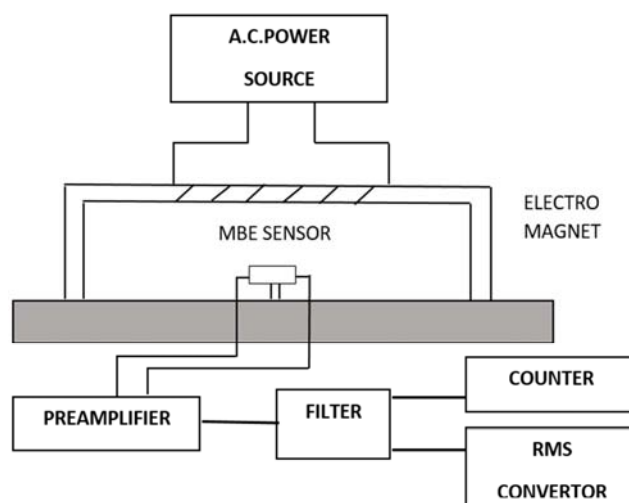 A.C.POWER
SOURCE
ELECTRO
MAGNET
MBE SENSOR
COUNTER
PREAMPLIFIER
FILTER
RMS
CONVERTOR